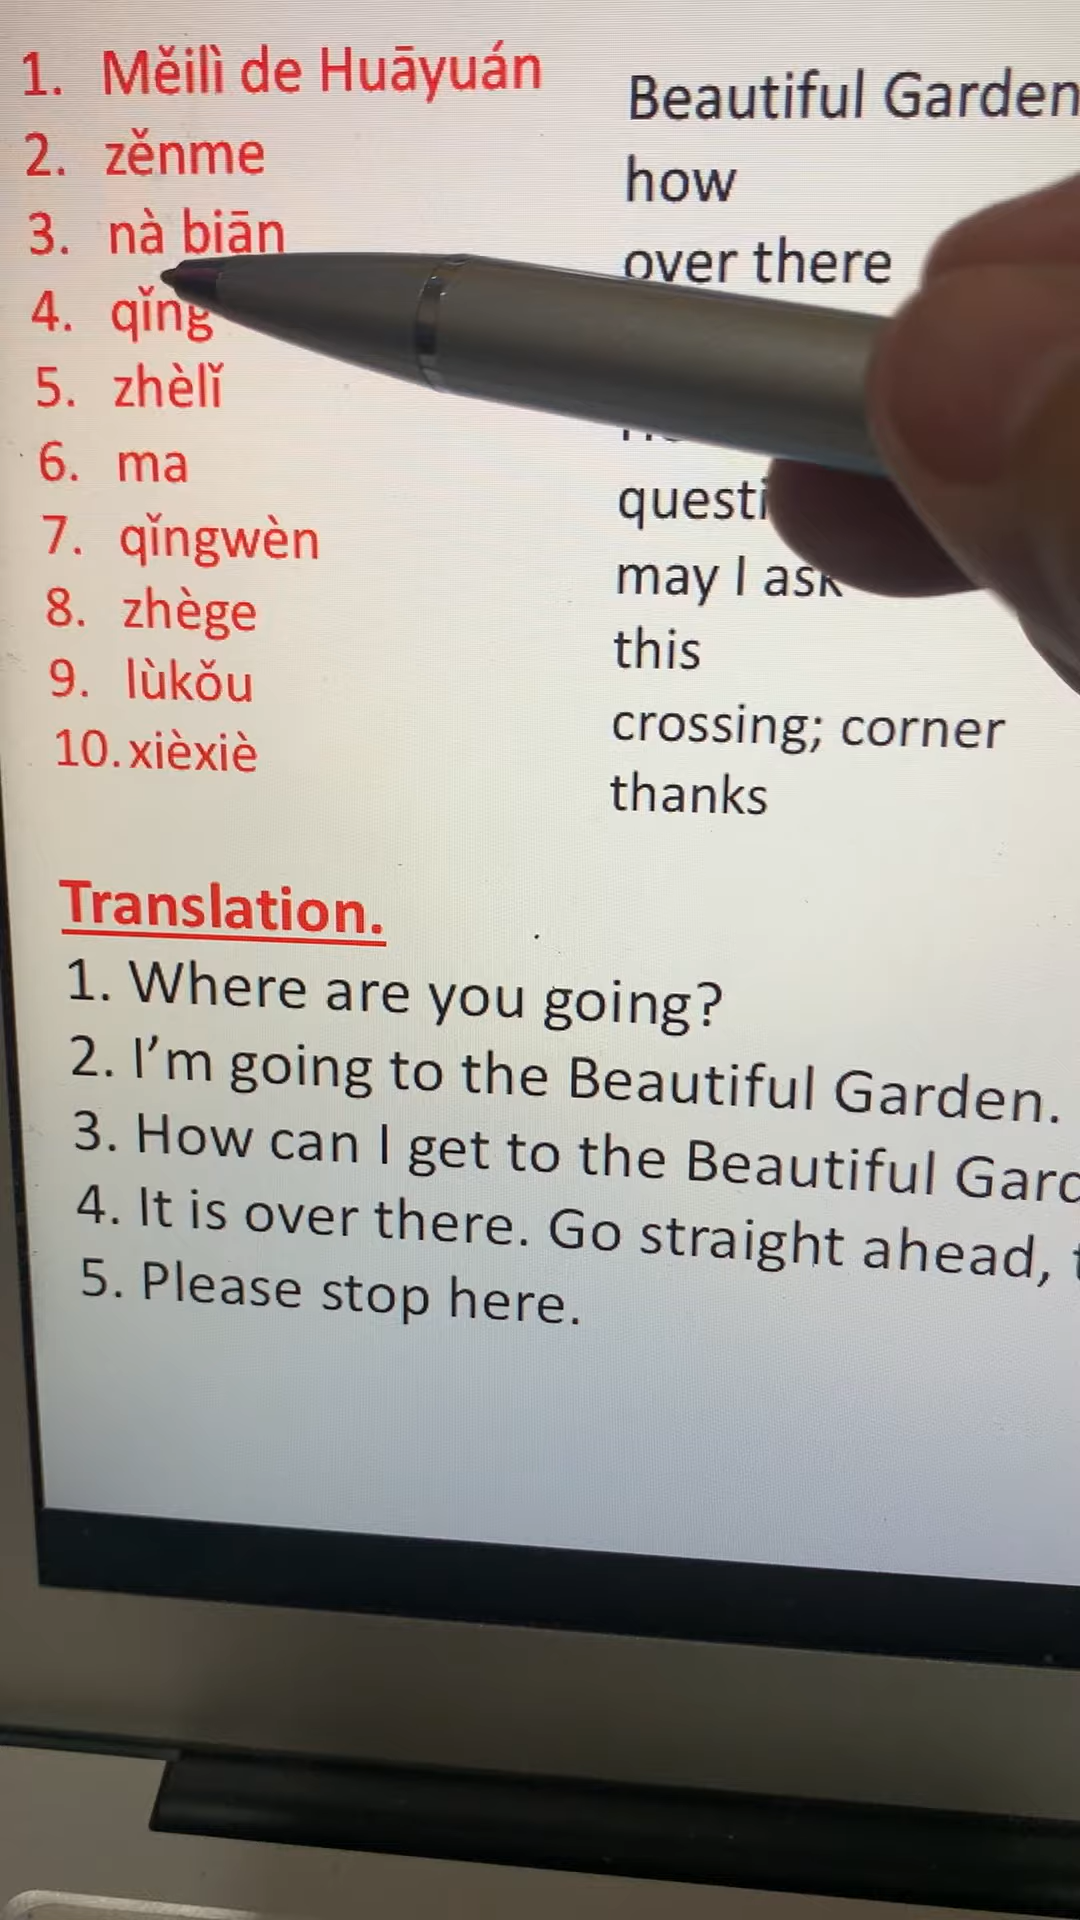 1. Měilì de Huāyuán
Beautiful Garden
2. zěnme
how
3. nà biān
over there
4. qǐng
5. zhèlǐ
6. ma
7. qǐngwèn
may I ask
8. zhège
this
9. lùkǒu
crossing; corner
10. xièxiè
thanks
Translation.
1. Where are you going?
2. I’m going to the Beautiful Garden.
3. How can I get to the Beautiful
4. It is over there. Go straight ahead,
5. Please stop here.